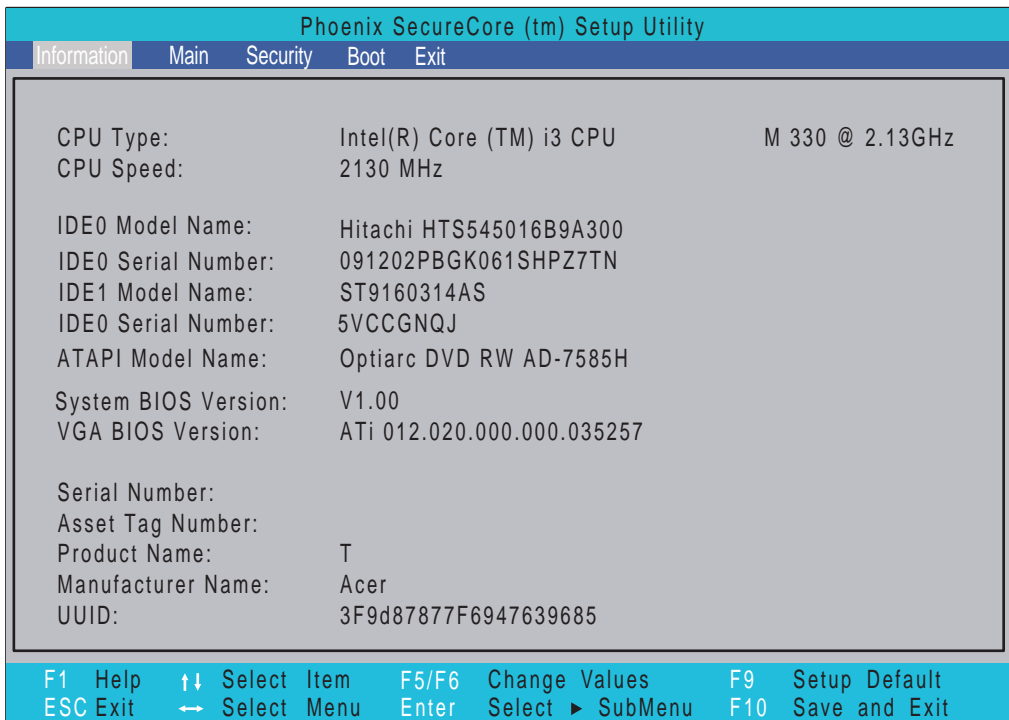 Phoenix SecureCore (tm) Setup Utility
Information Main Security Boot Exit
CPU Type: Intel(R) Core (TM) i3 CPU M 330 @ 2.13GHz
CPU Speed: 2130 MHz
IDE0 Model Name: Hitachi HTS545016B9A300
IDE0 Serial Number: 091202PBGK061SHPZ7TN
IDE1 Model Name: ST9160314AS
IDE0 Serial Number: 5VCCGNQJ
ATAPI Model Name: Optiarc DVD RW AD-7585H
System BIOS Version: V1.00
VGA BIOS Version: ATi 012.020.000.000.035257
Serial Number:
Asset Tag Number:
Product Name: T
Manufacturer Name: Acer
UUID: 3F9d87877F6947639685
F1 Help ↑↓ Select Item F5/F6 Change Values F9 Setup Default
ESC Exit ↔ Select Menu Enter Select ► SubMenu F10 Save and Exit